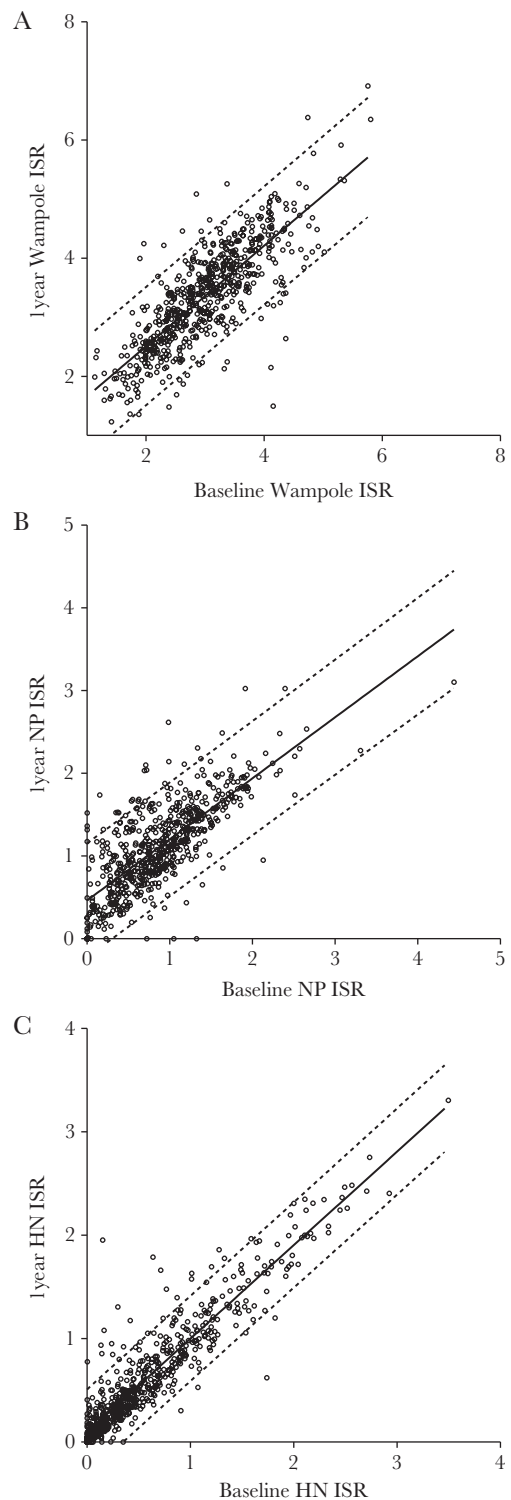 A
8
6
4
2
1year Wampole ISR
2 4 6 8
Baseline Wampole ISR
B
5
4
3
2
1
0
1year NP ISR
0 1 2 3 4 5
Baseline NP ISR
C
4
3
2
1
0
1year HN ISR
0 1 2 3 4
Baseline HN ISR